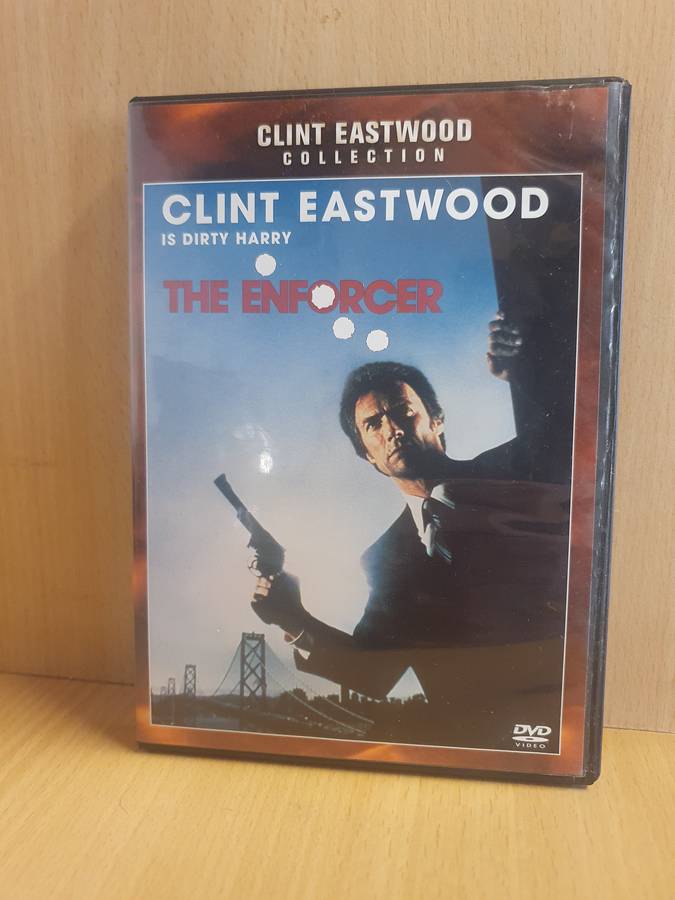 CLINT EASTWOOD
COLLECTION
CLINT EASTWOOD
IS DIRTY HARRY
THE ENFORCER
DVD
VIDEO